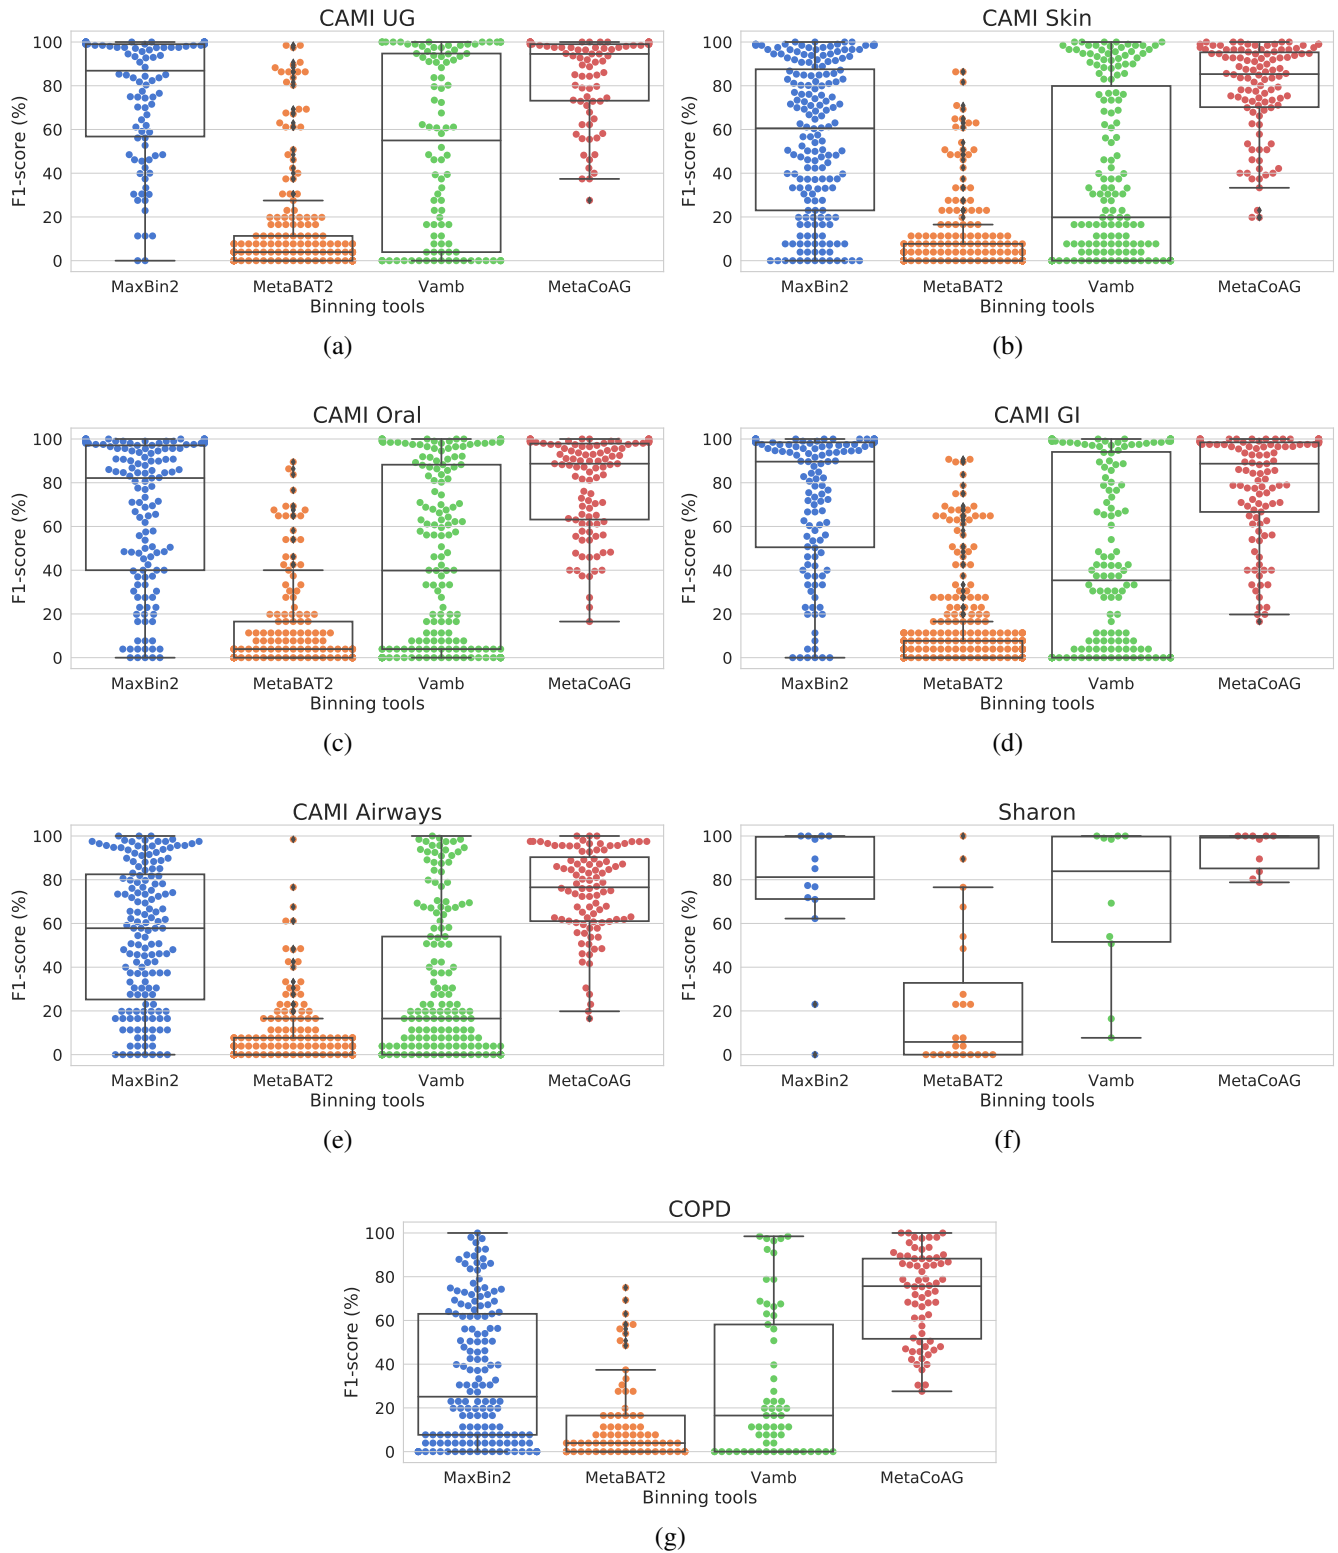 CAMI UG
F1-score (%)
100
80
60
40
20
0
MaxBin2 MetaBAT2 Vamb MetaCoAG
Binning tools
(a)
CAMI Skin
F1-score (%)
100
80
60
40
20
0
MaxBin2 MetaBAT2 Vamb MetaCoAG
Binning tools
(b)
CAMI Oral
F1-score (%)
100
80
60
40
20
0
MaxBin2 MetaBAT2 Vamb MetaCoAG
Binning tools
(c)
CAMI GI
F1-score (%)
100
80
60
40
20
0
MaxBin2 MetaBAT2 Vamb MetaCoAG
Binning tools
(d)
CAMI Airways
F1-score (%)
100
80
60
40
20
0
MaxBin2 MetaBAT2 Vamb MetaCoAG
Binning tools
(e)
Sharon
F1-score (%)
100
80
60
40
20
0
MaxBin2 MetaBAT2 Vamb MetaCoAG
Binning tools
(f)
COPD
F1-score (%)
100
80
60
40
20
0
MaxBin2 MetaBAT2 Vamb MetaCoAG
Binning tools
(g)